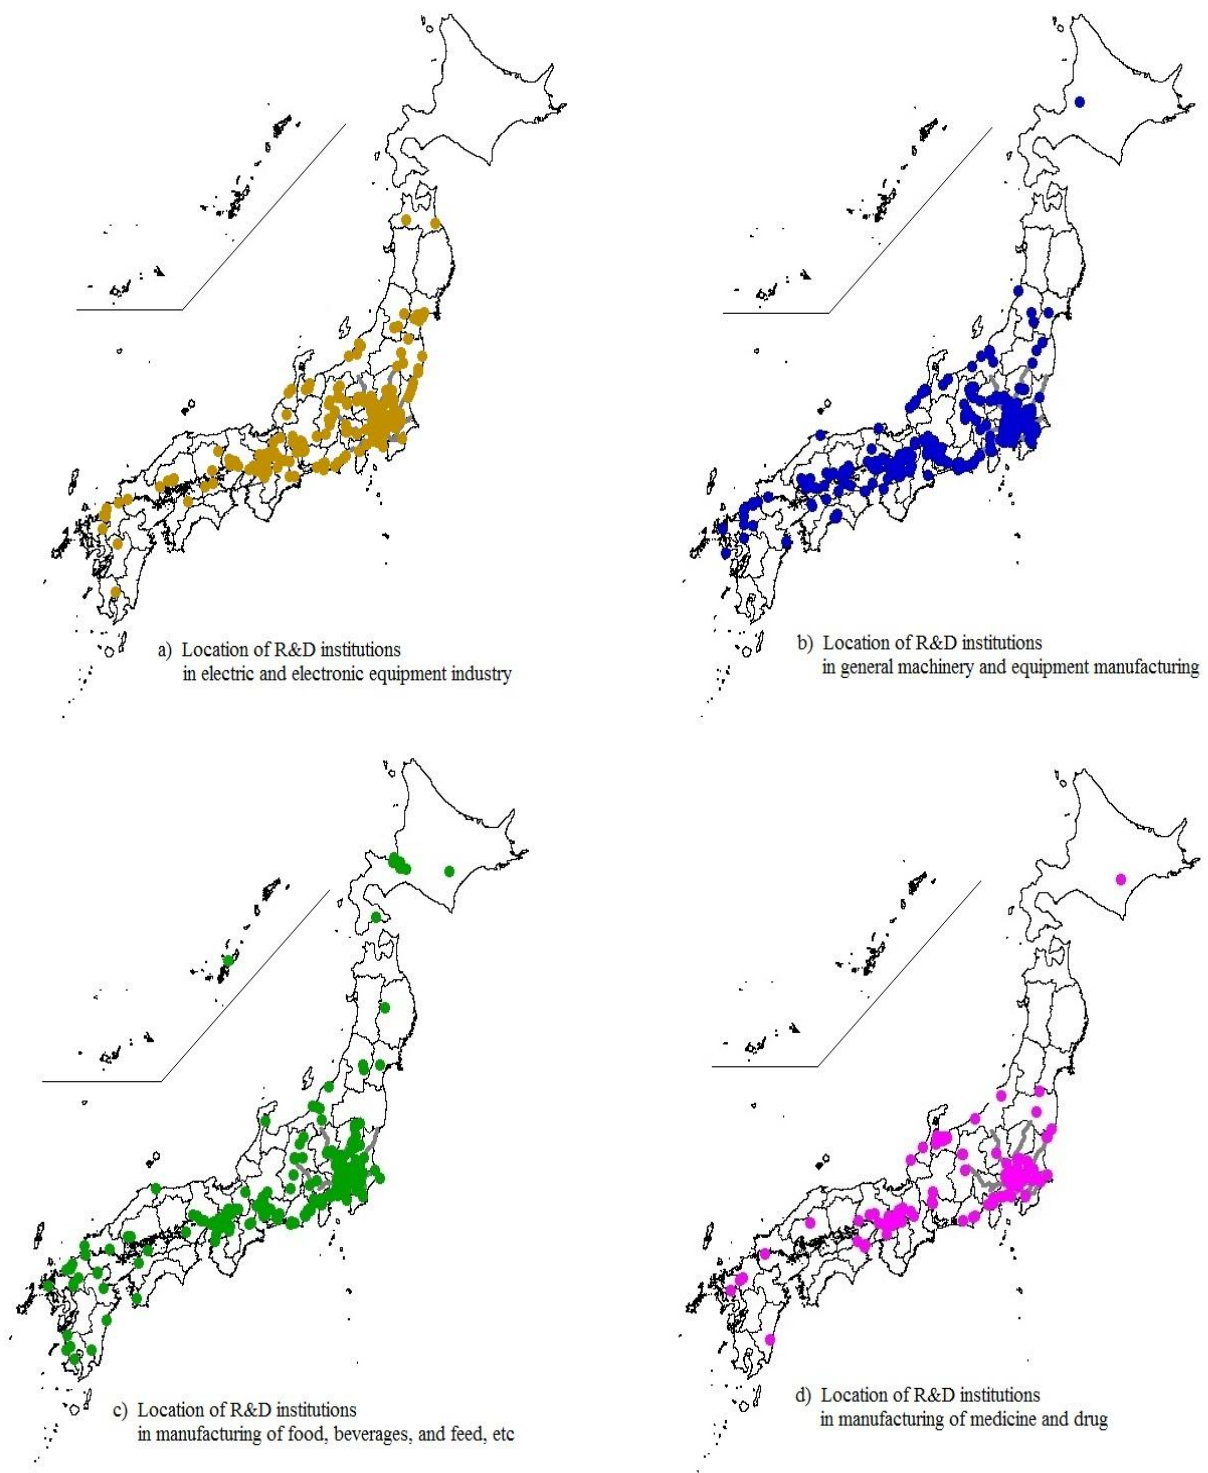 a) Location of R&D institutions
in electric and electronic equipment industry
b) Location of R&D institutions
in general machinery and equipment manufacturing
c) Location of R&D institutions
in manufacturing of food, beverages, and feed, etc
d) Location of R&D institutions
in manufacturing of medicine and drug